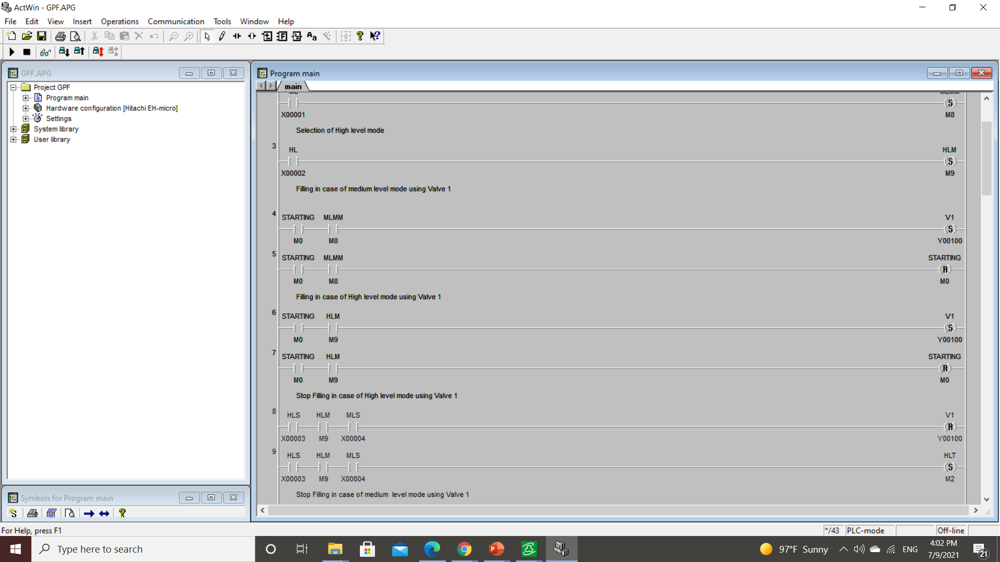 ActWin - GPF.APG
File Edit View Insert Operations Communication Tools Window Help
GPF.APG
Project GPF
Program main
Hardware configuration [Hitachi EH-micro]
Settings
System library
User library
Symbols for Program main
Program main
main
X00001 M8
Selection of High level mode
3
HL HLM
S
X00002 M9
Filling in case of medium level mode using Valve 1
4
STARTING MLMM V1
S
M0 M8 Y00100
5
STARTING MLMM STARTING
R
M0 M8 M0
Filling in case of High level mode using Valve 1
6
STARTING HLM V1
S
M0 M9 Y00100
7
STARTING HLM STARTING
R
M0 M9 M0
Stop Filling in case of High level mode using Valve 1
8
HLS HLM MLS V1
R
X00003 M9 X00004 Y00100
9
HLS HLM MLS HLT
S
X00003 M9 X00004 M2
Stop Filling in case of medium  level mode using Valve 1
For Help, press F1
*/43 PLC-mode Off-line
Type here to search
97°F Sunny
ENG
4:02 PM
7/9/2021
21